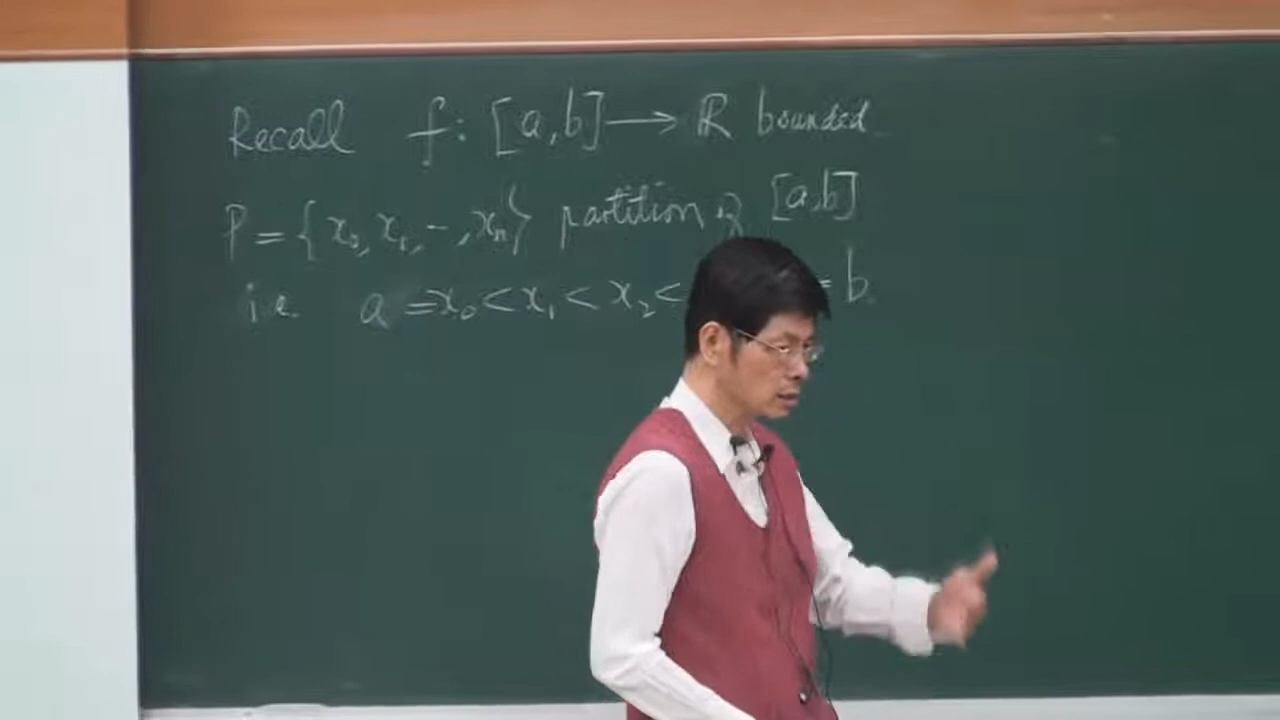 Recall f: [a,b] → ℝ bounded
P = { x₀, x₁, -, xₙ } partition of [a,b]
i.e. a = x₀ < x₁ < x₂ < = b.